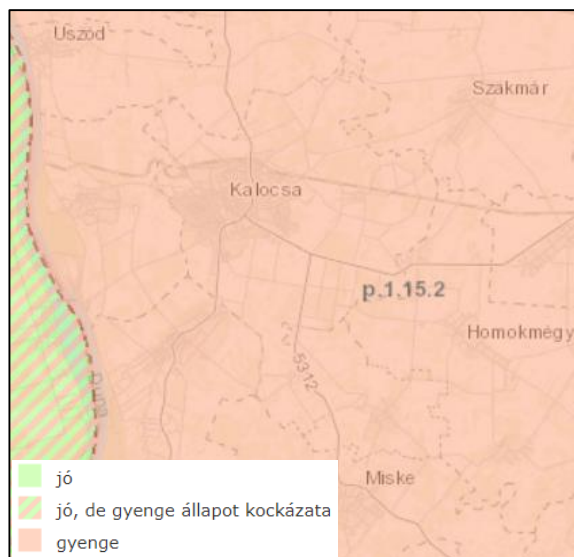 Uszód
Szakmár
Kalocsa
p.1.15.2
Homokmégy
5312
Duna
Miske
jó
jó, de gyenge állapot kockázata
gyenge